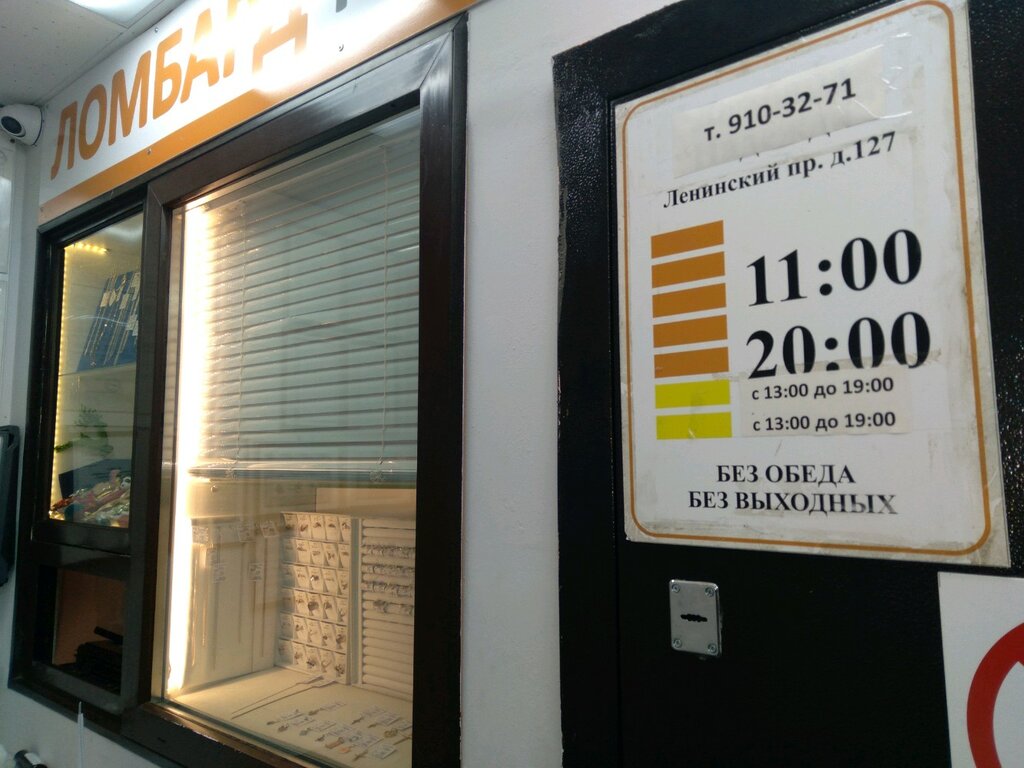 ЛОМБАРД
т. 910-32-71
Ленинский пр. д.127
11:00
20:00
с 13:00 до 19:00
с 13:00 до 19:00
БЕЗ ОБЕДА
БЕЗ ВЫХОДНЫХ